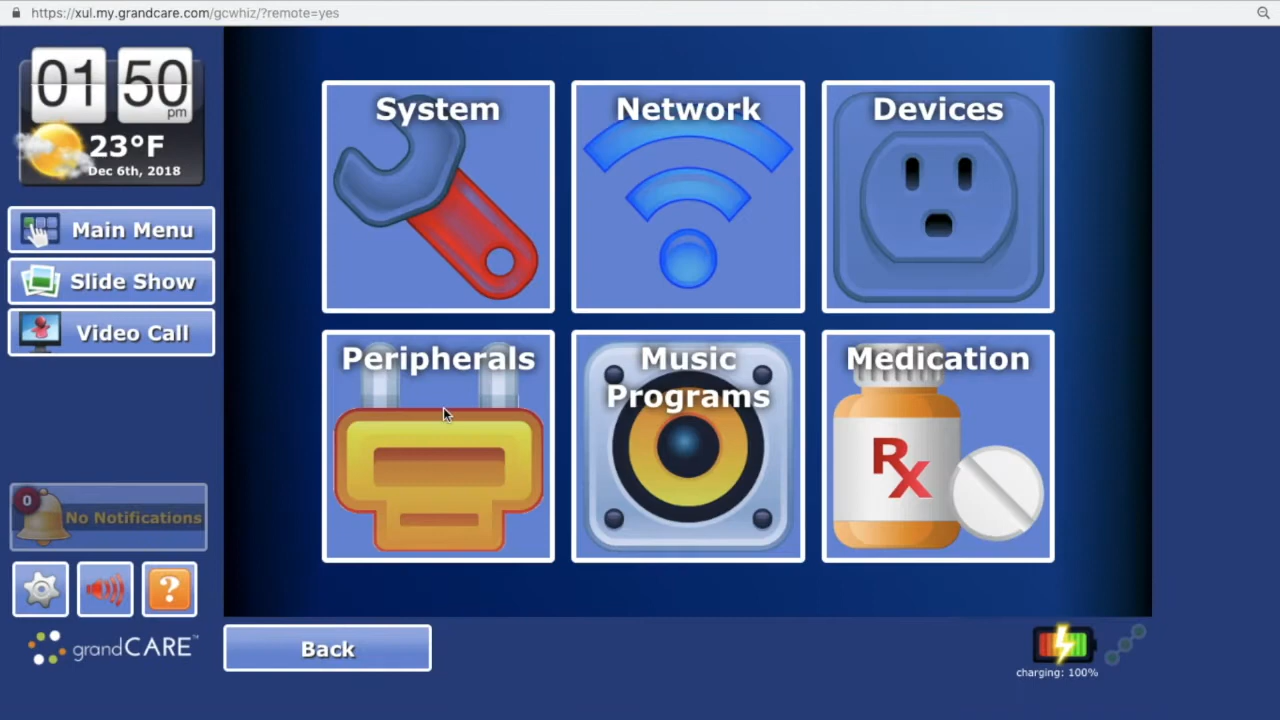 https://xul.my.grandcare.com/gcwhiz/?remote=yes
01 50
pm
23°F
Dec 6th, 2018
Main Menu
Slide Show
Video Call
0
No Notifications
?
grandCARE™
System
Network
Devices
Peripherals
Music
Programs
Medication
Rx
Back
charging: 100%